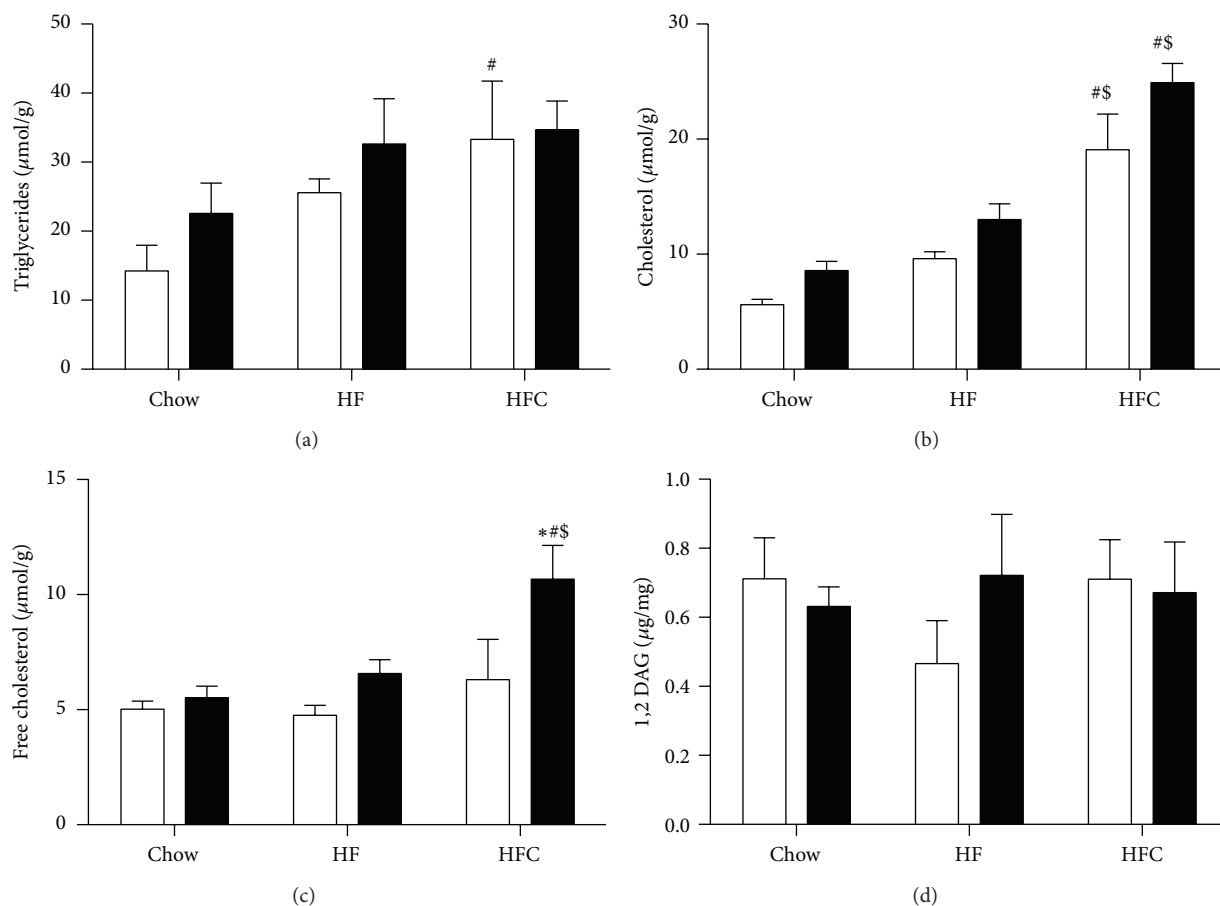 Triglycerides (μmol/g)
50
40
30
20
10
0
#
Chow HF HFC
(a)
Cholesterol (μmol/g)
30
20
10
0
#$
#$
Chow HF HFC
(b)
Free cholesterol (μmol/g)
15
10
5
0
*#$
Chow HF HFC
(c)
1,2 DAG (μg/mg)
1.0
0.8
0.6
0.4
0.2
0.0
Chow HF HFC
(d)